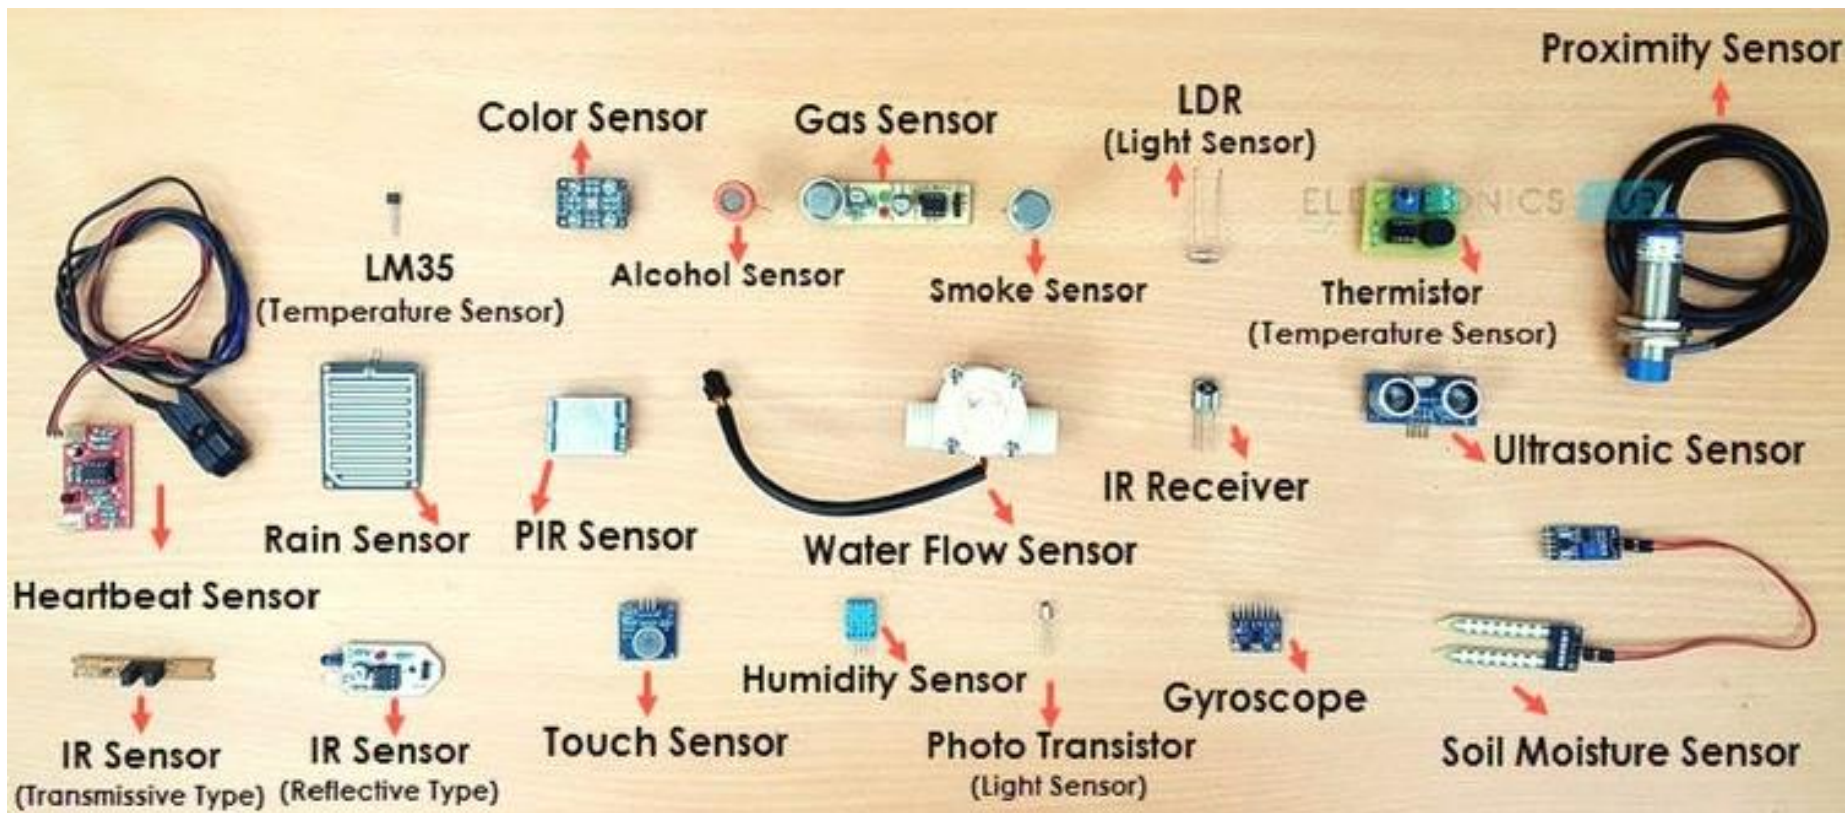 Proximity Sensor
Color Sensor
Gas Sensor
LDR
(Light Sensor)
LM35
(Temperature Sensor)
Alcohol Sensor
Smoke Sensor
Thermistor
(Temperature Sensor)
Heartbeat Sensor
Rain Sensor
PIR Sensor
Water Flow Sensor
IR Receiver
Ultrasonic Sensor
IR Sensor
(Transmissive Type)
IR Sensor
(Reflective Type)
Touch Sensor
Humidity Sensor
Photo Transistor
(Light Sensor)
Gyroscope
Soil Moisture Sensor